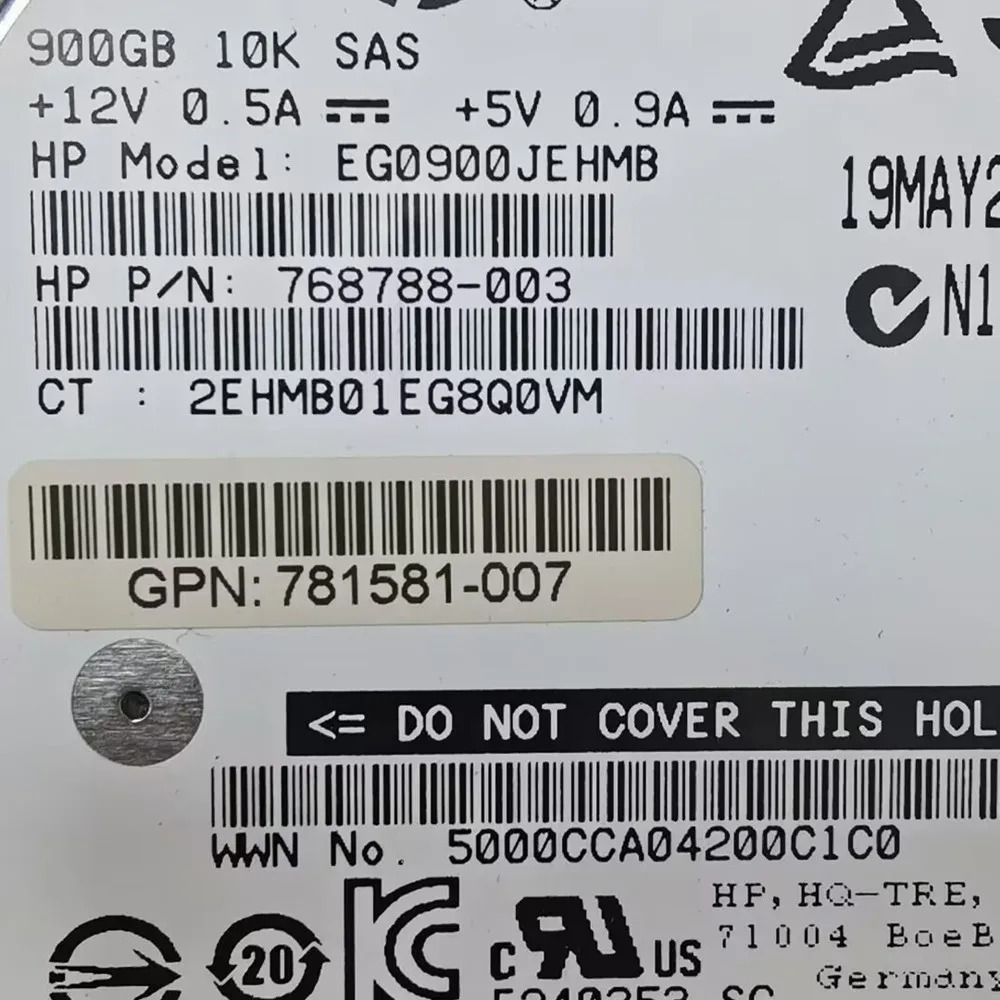 900GB 10K SAS
+12V 0.5A +5V 0.9A
HP Model: EG0900JEHMB
19MAY2
HP P/N: 768788-003
N1
CT : 2EHMB01EG8Q0VM
GPN: 781581-007
<= DO NOT COVER THIS HOL
WWN No. 5000CCA04200C1C0
HP, HQ-TRE,
71004 BoeB
20
C US
Germany